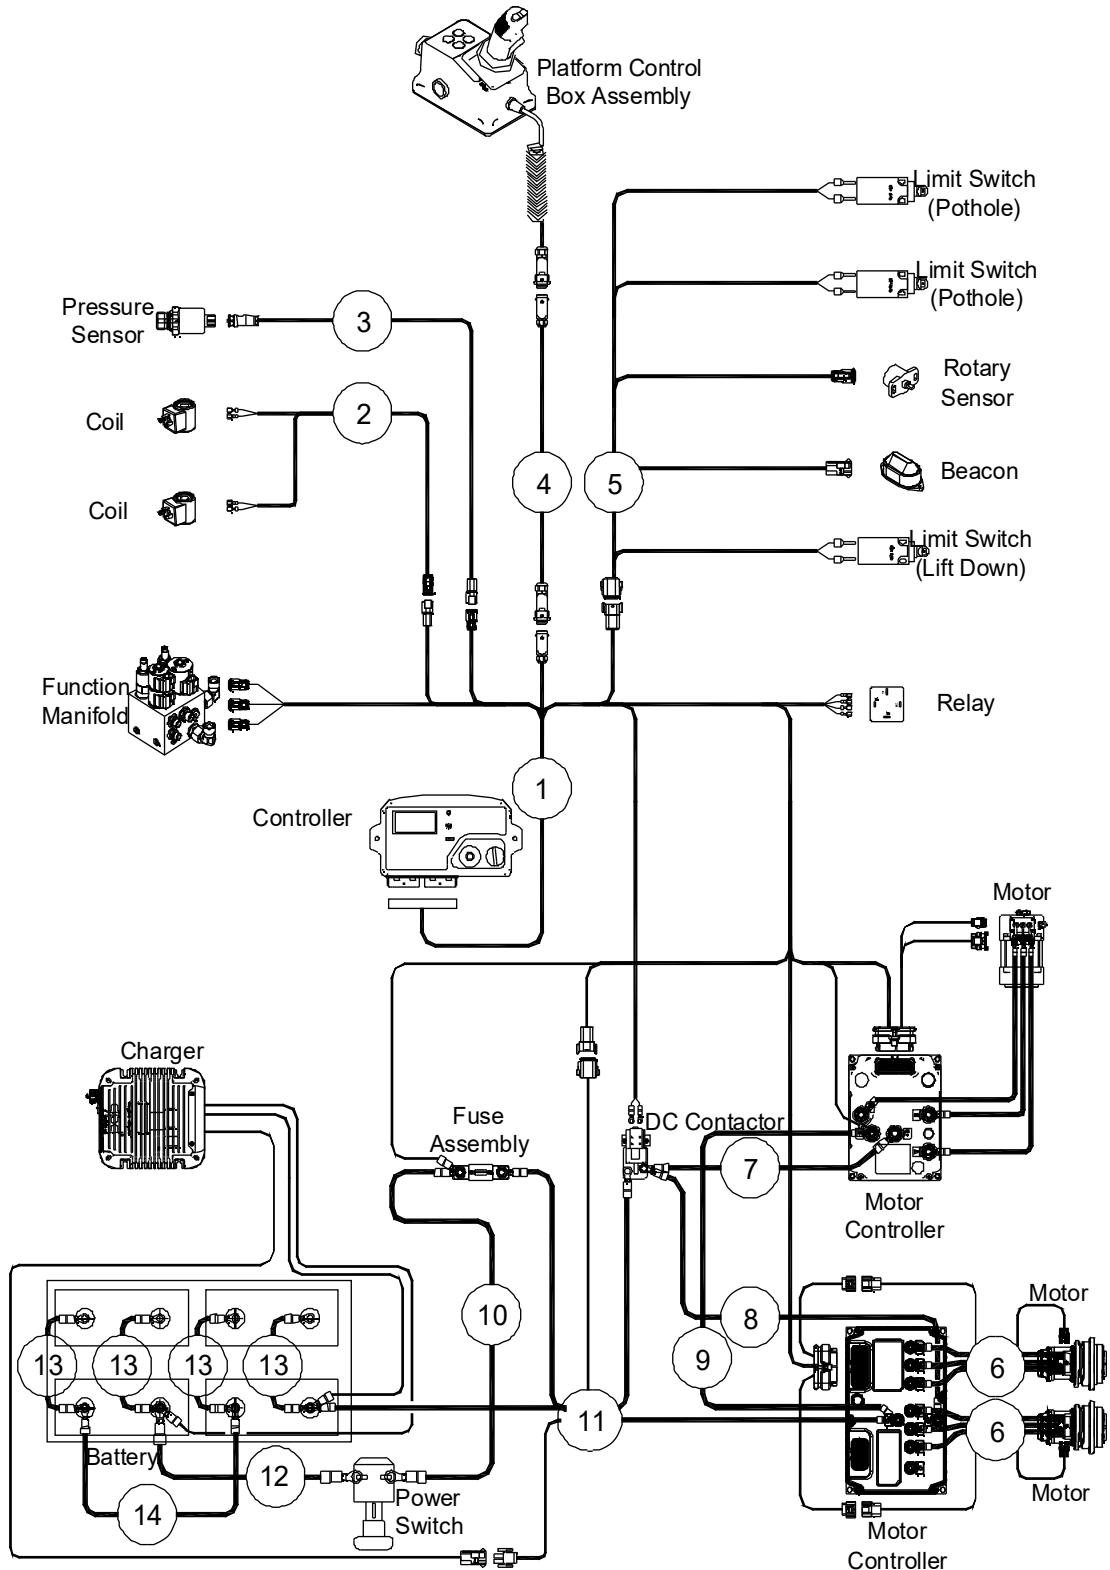 Platform Control
Box Assembly
Limit Switch
(Pothole)
Limit Switch
(Pothole)
Pressure
Sensor
3
Rotary
Sensor
Coil
2
4
5
Beacon
Coil
Limit Switch
(Lift Down)
Function
Manifold
Relay
1
Controller
Motor
Charger
Fuse
Assembly
DC Contactor
7
Motor
Controller
10
8
Motor
13
13
13
13
9
6
11
6
Battery
12
14
Power
Switch
Motor
Motor
Controller